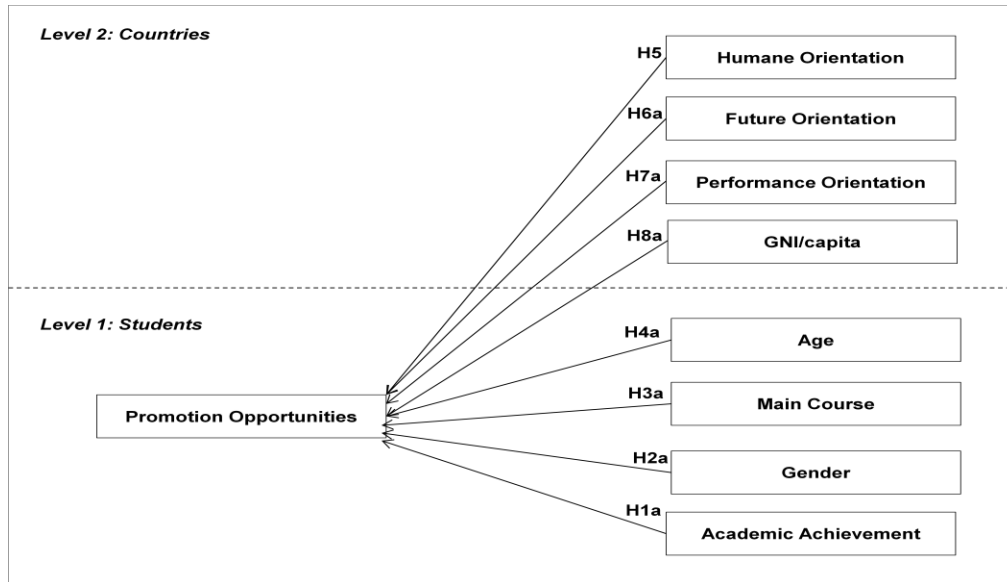 Level 2: Countries
H5
Humane Orientation
H6a
Future Orientation
H7a
Performance Orientation
H8a
GNI/capita
Level 1: Students
H4a
Age
H3a
Main Course
Promotion Opportunities
H2a
Gender
H1a
Academic Achievement